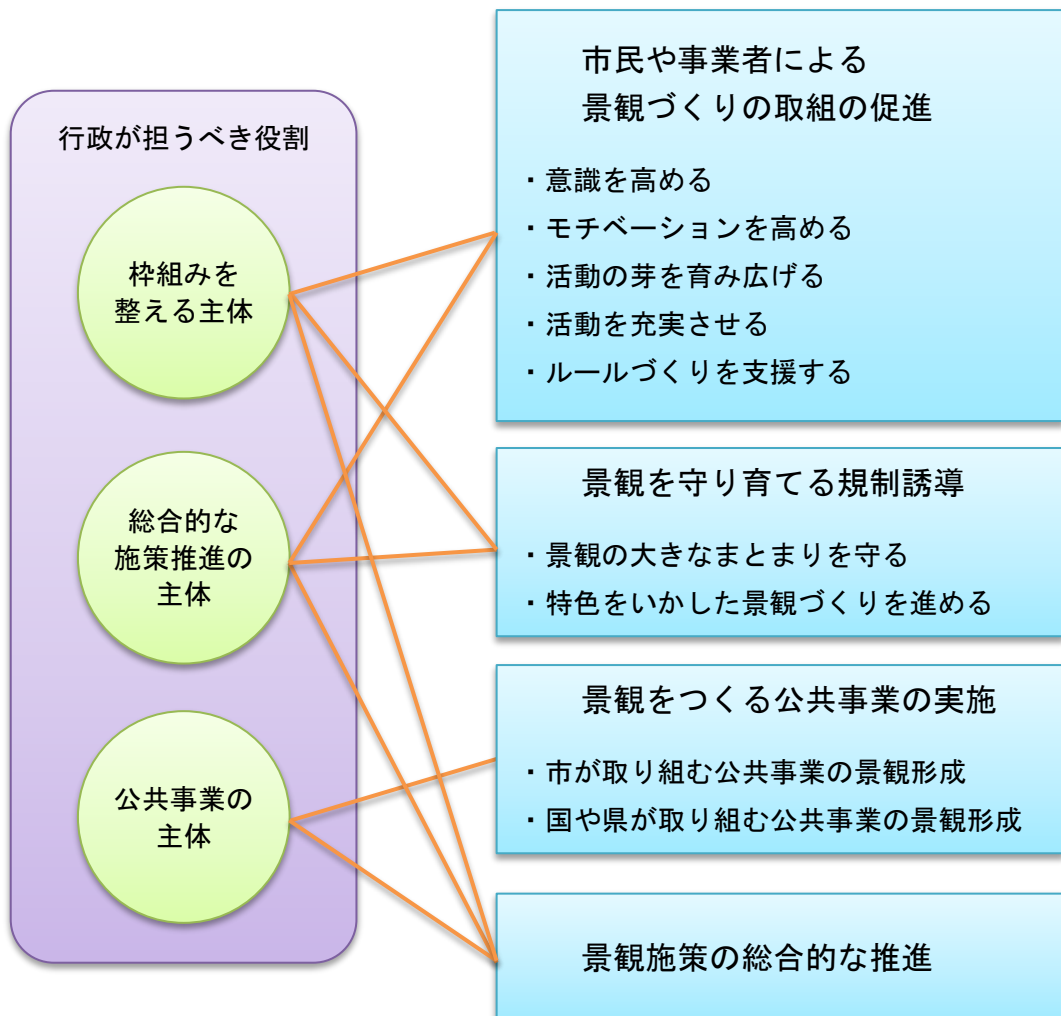 行政が担うべき役割
枠組みを
整える主体
総合的な
施策推進の
主体
公共事業の
主体
市民や事業者による
景観づくりの取組の促進
・意識を高める
・モチベーションを高める
・活動の芽を育み広げる
・活動を充実させる
・ルールづくりを支援する
景観を守り育てる規制誘導
・景観の大きなまとまりを守る
・特色をいかした景観づくりを進める
景観をつくる公共事業の実施
・市が取り組む公共事業の景観形成
・国や県が取り組む公共事業の景観形成
景観施策の総合的な推進